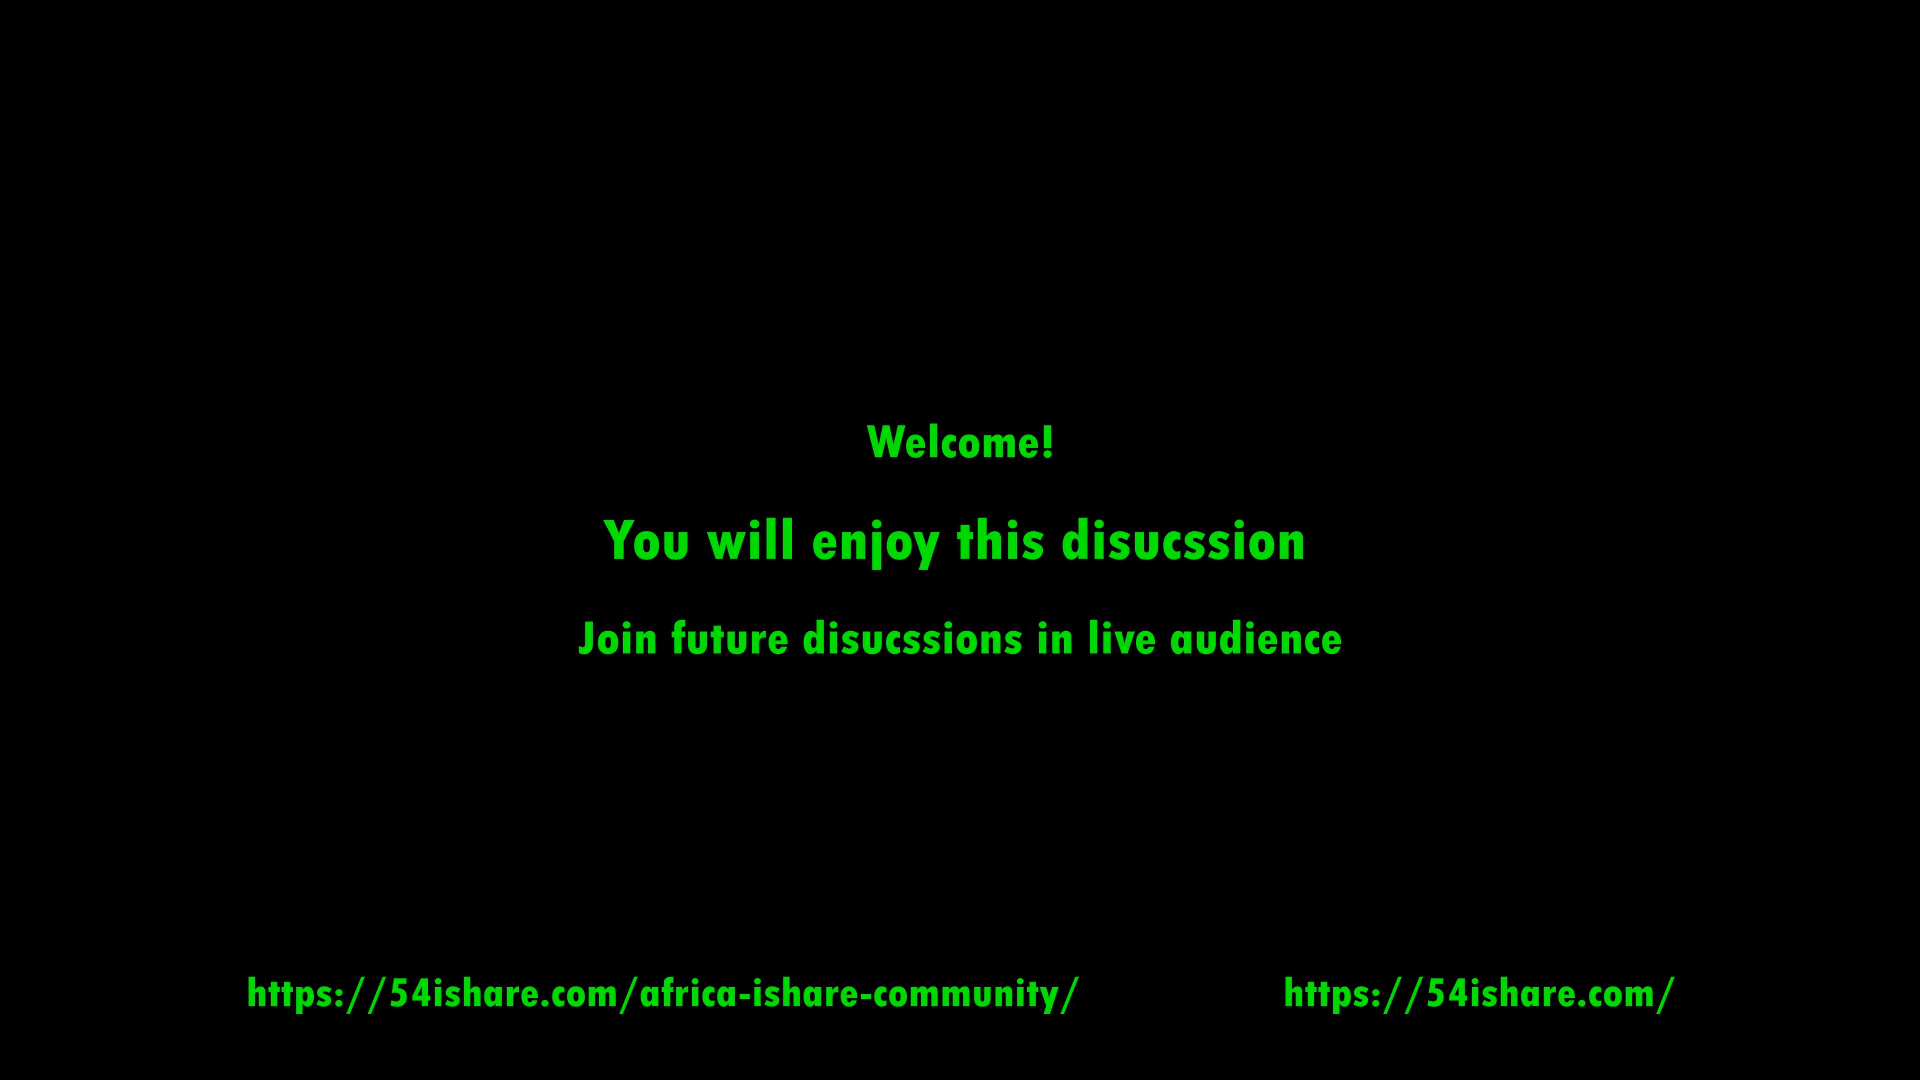 Welcome!
You will enjoy this disucssion
Join future disucssions in live audience
https://54ishare.com/africa-ishare-community/
https://54ishare.com/